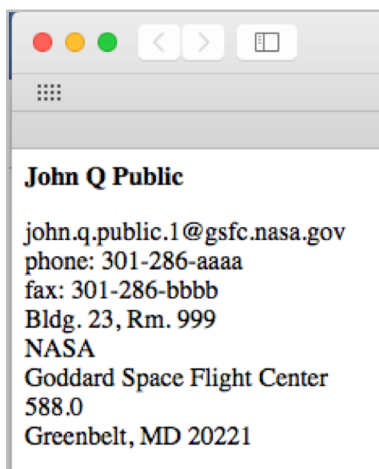 John Q Public
john.q.public.1@gsfc.nasa.gov
phone: 301-286-aaaa
fax: 301-286-bbbb
Bldg. 23, Rm. 999
NASA
Goddard Space Flight Center
588.0
Greenbelt, MD 20221